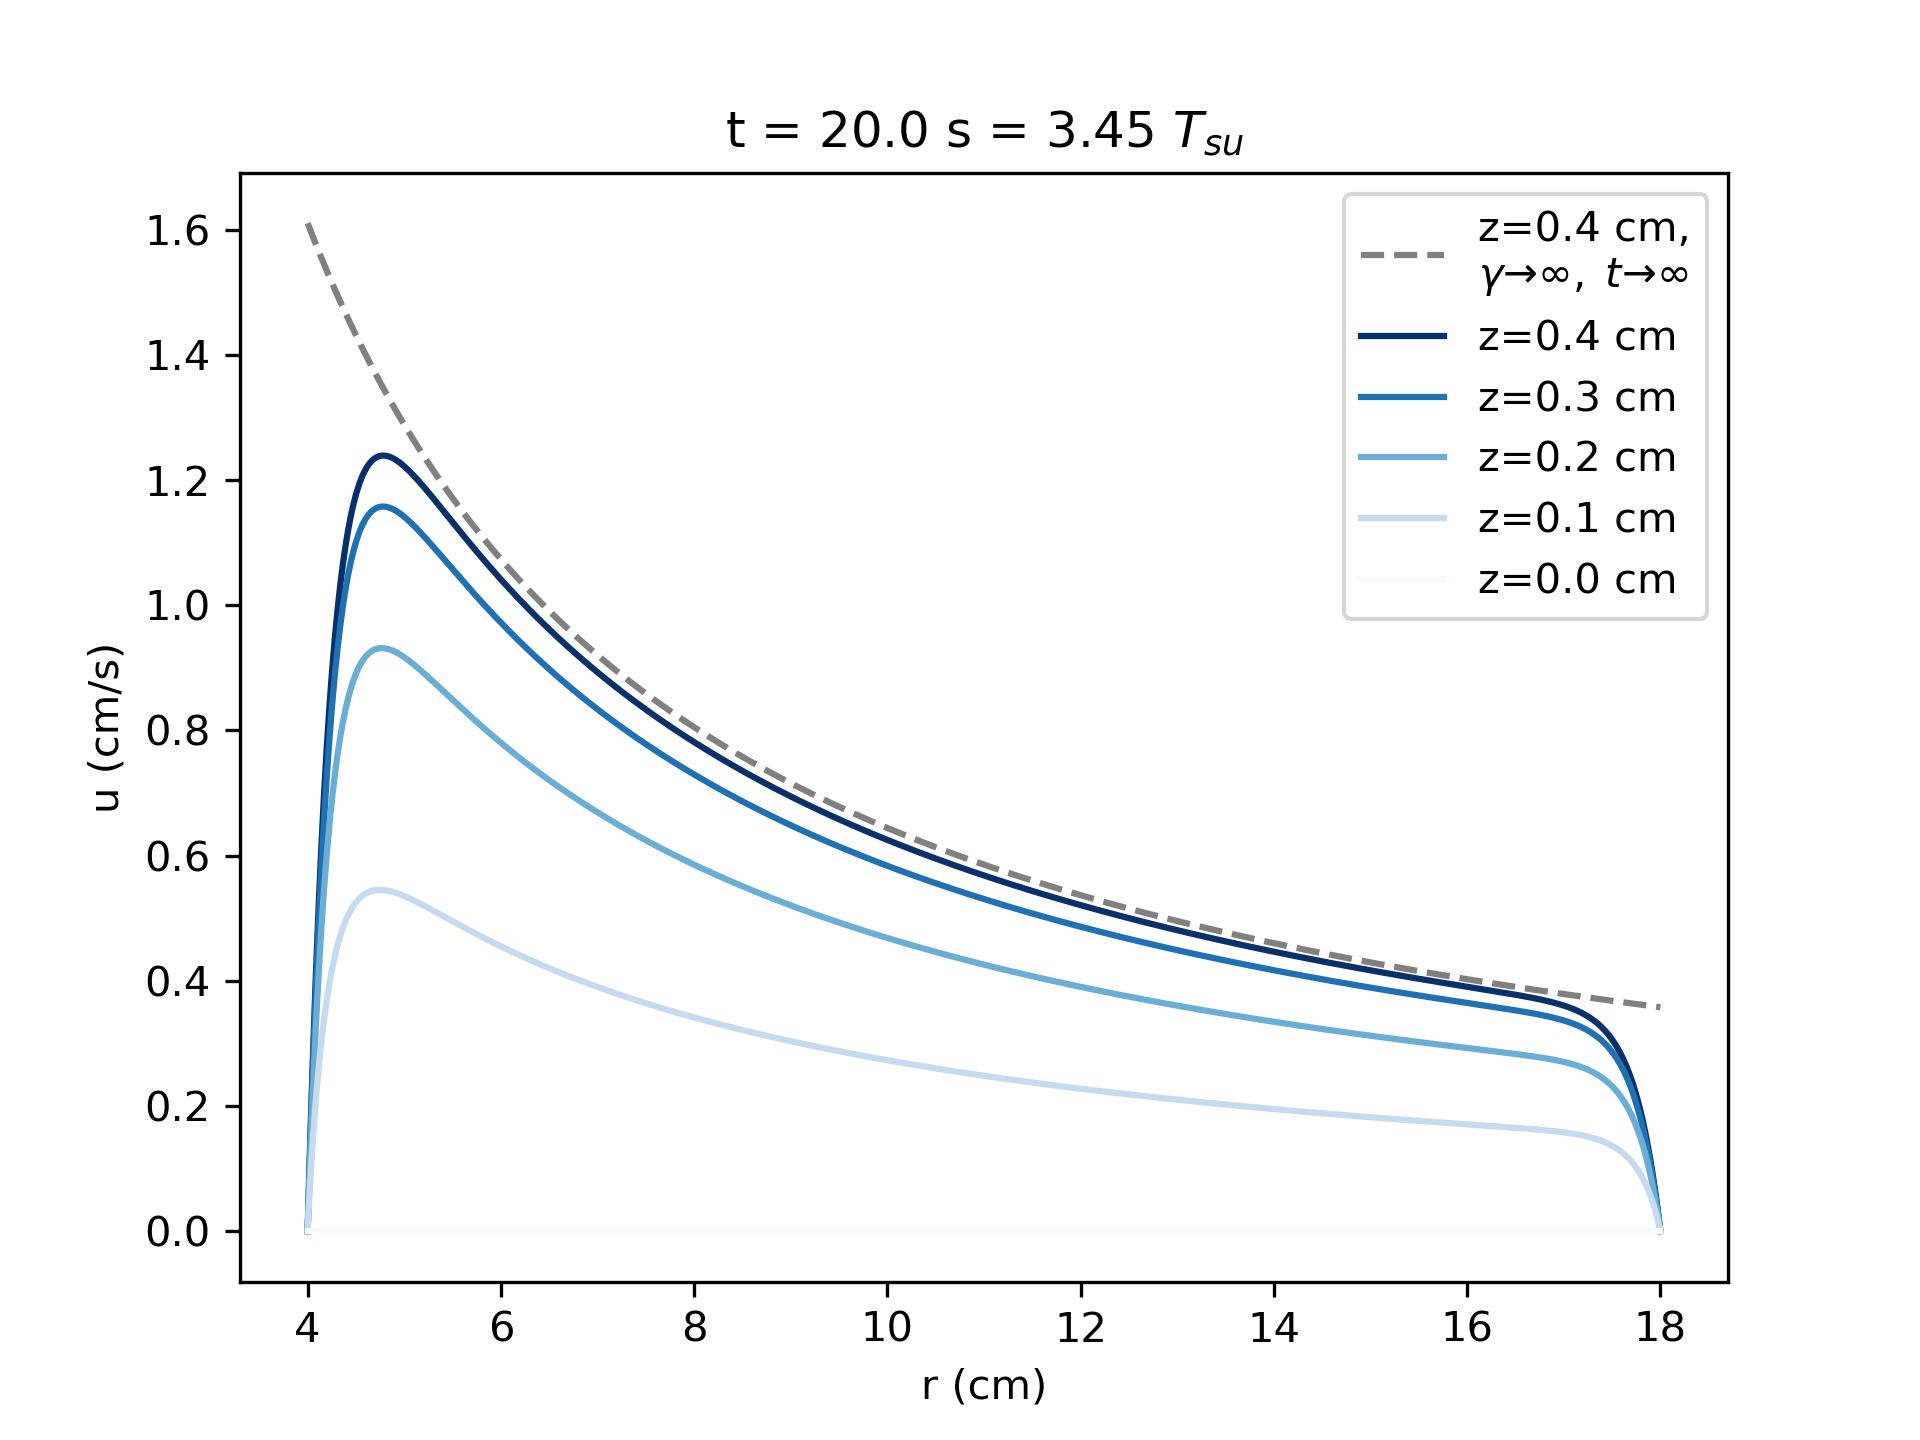 t = 20.0 s = 3.45 T_su
z=0.4 cm,
γ→∞, t→∞
z=0.4 cm
z=0.3 cm
z=0.2 cm
z=0.1 cm
z=0.0 cm
u (cm/s)
1.6
1.4
1.2
1.0
0.8
0.6
0.4
0.2
0.0
4 6 8 10 12 14 16 18
r (cm)